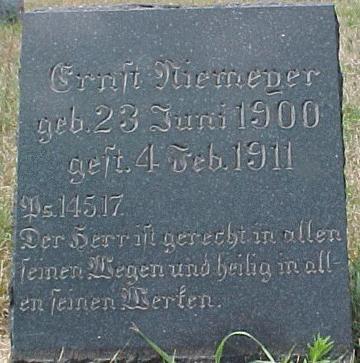 Ernst Niemeyer
geb. 23 Juni 1900
gest. 4 Feb. 1911
Ps. 145.17.
Der Herr ist gerecht in allen
seinen Wegen und heilig in all-
en seinen Werken.